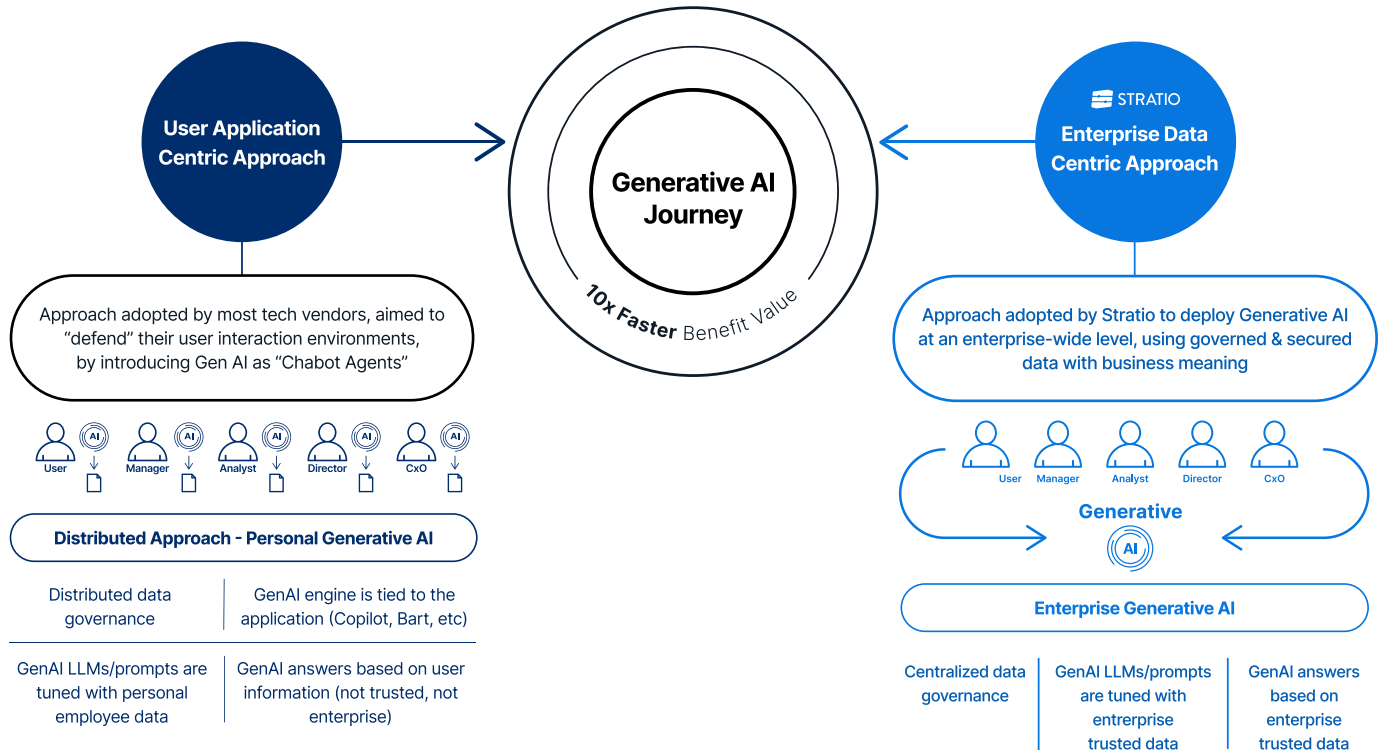 User Application
Centric Approach
Generative AI
Journey
10x Faster Benefit Value
STRATIO
Enterprise Data
Centric Approach
Approach adopted by most tech vendors, aimed to
“defend” their user interaction environments,
by introducing Gen AI as “Chabot Agents”
AI
AI
AI
AI
AI
User
Manager
Analyst
Director
CxO
Distributed Approach - Personal Generative AI
Distributed data
governance
GenAI engine is tied to the
application (Copilot, Bart, etc)
GenAI LLMs/prompts are
tuned with personal
employee data
GenAI answers based on user
information (not trusted, not
enterprise)
Approach adopted by Stratio to deploy Generative AI
at an enterprise-wide level, using governed & secured
data with business meaning
User
Manager
Analyst
Director
CxO
Generative
AI
Enterprise Generative AI
Centralized data
governance
GenAI LLMs/prompts
are tuned with
entrerprise
trusted data
GenAI answers
based on
enterprise
trusted data